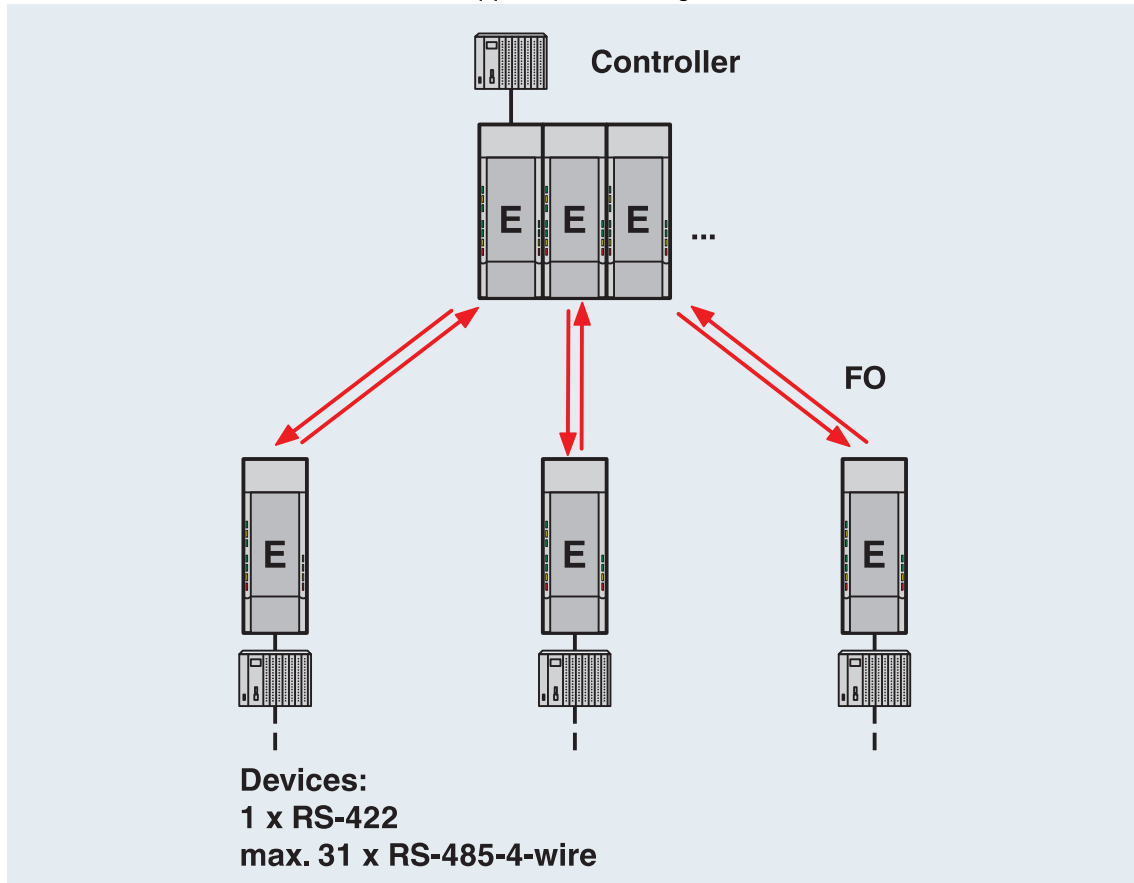 Controller
E E E ...
FO
E E E
Devices:
1 x RS-422
max. 31 x RS-485-4-wire